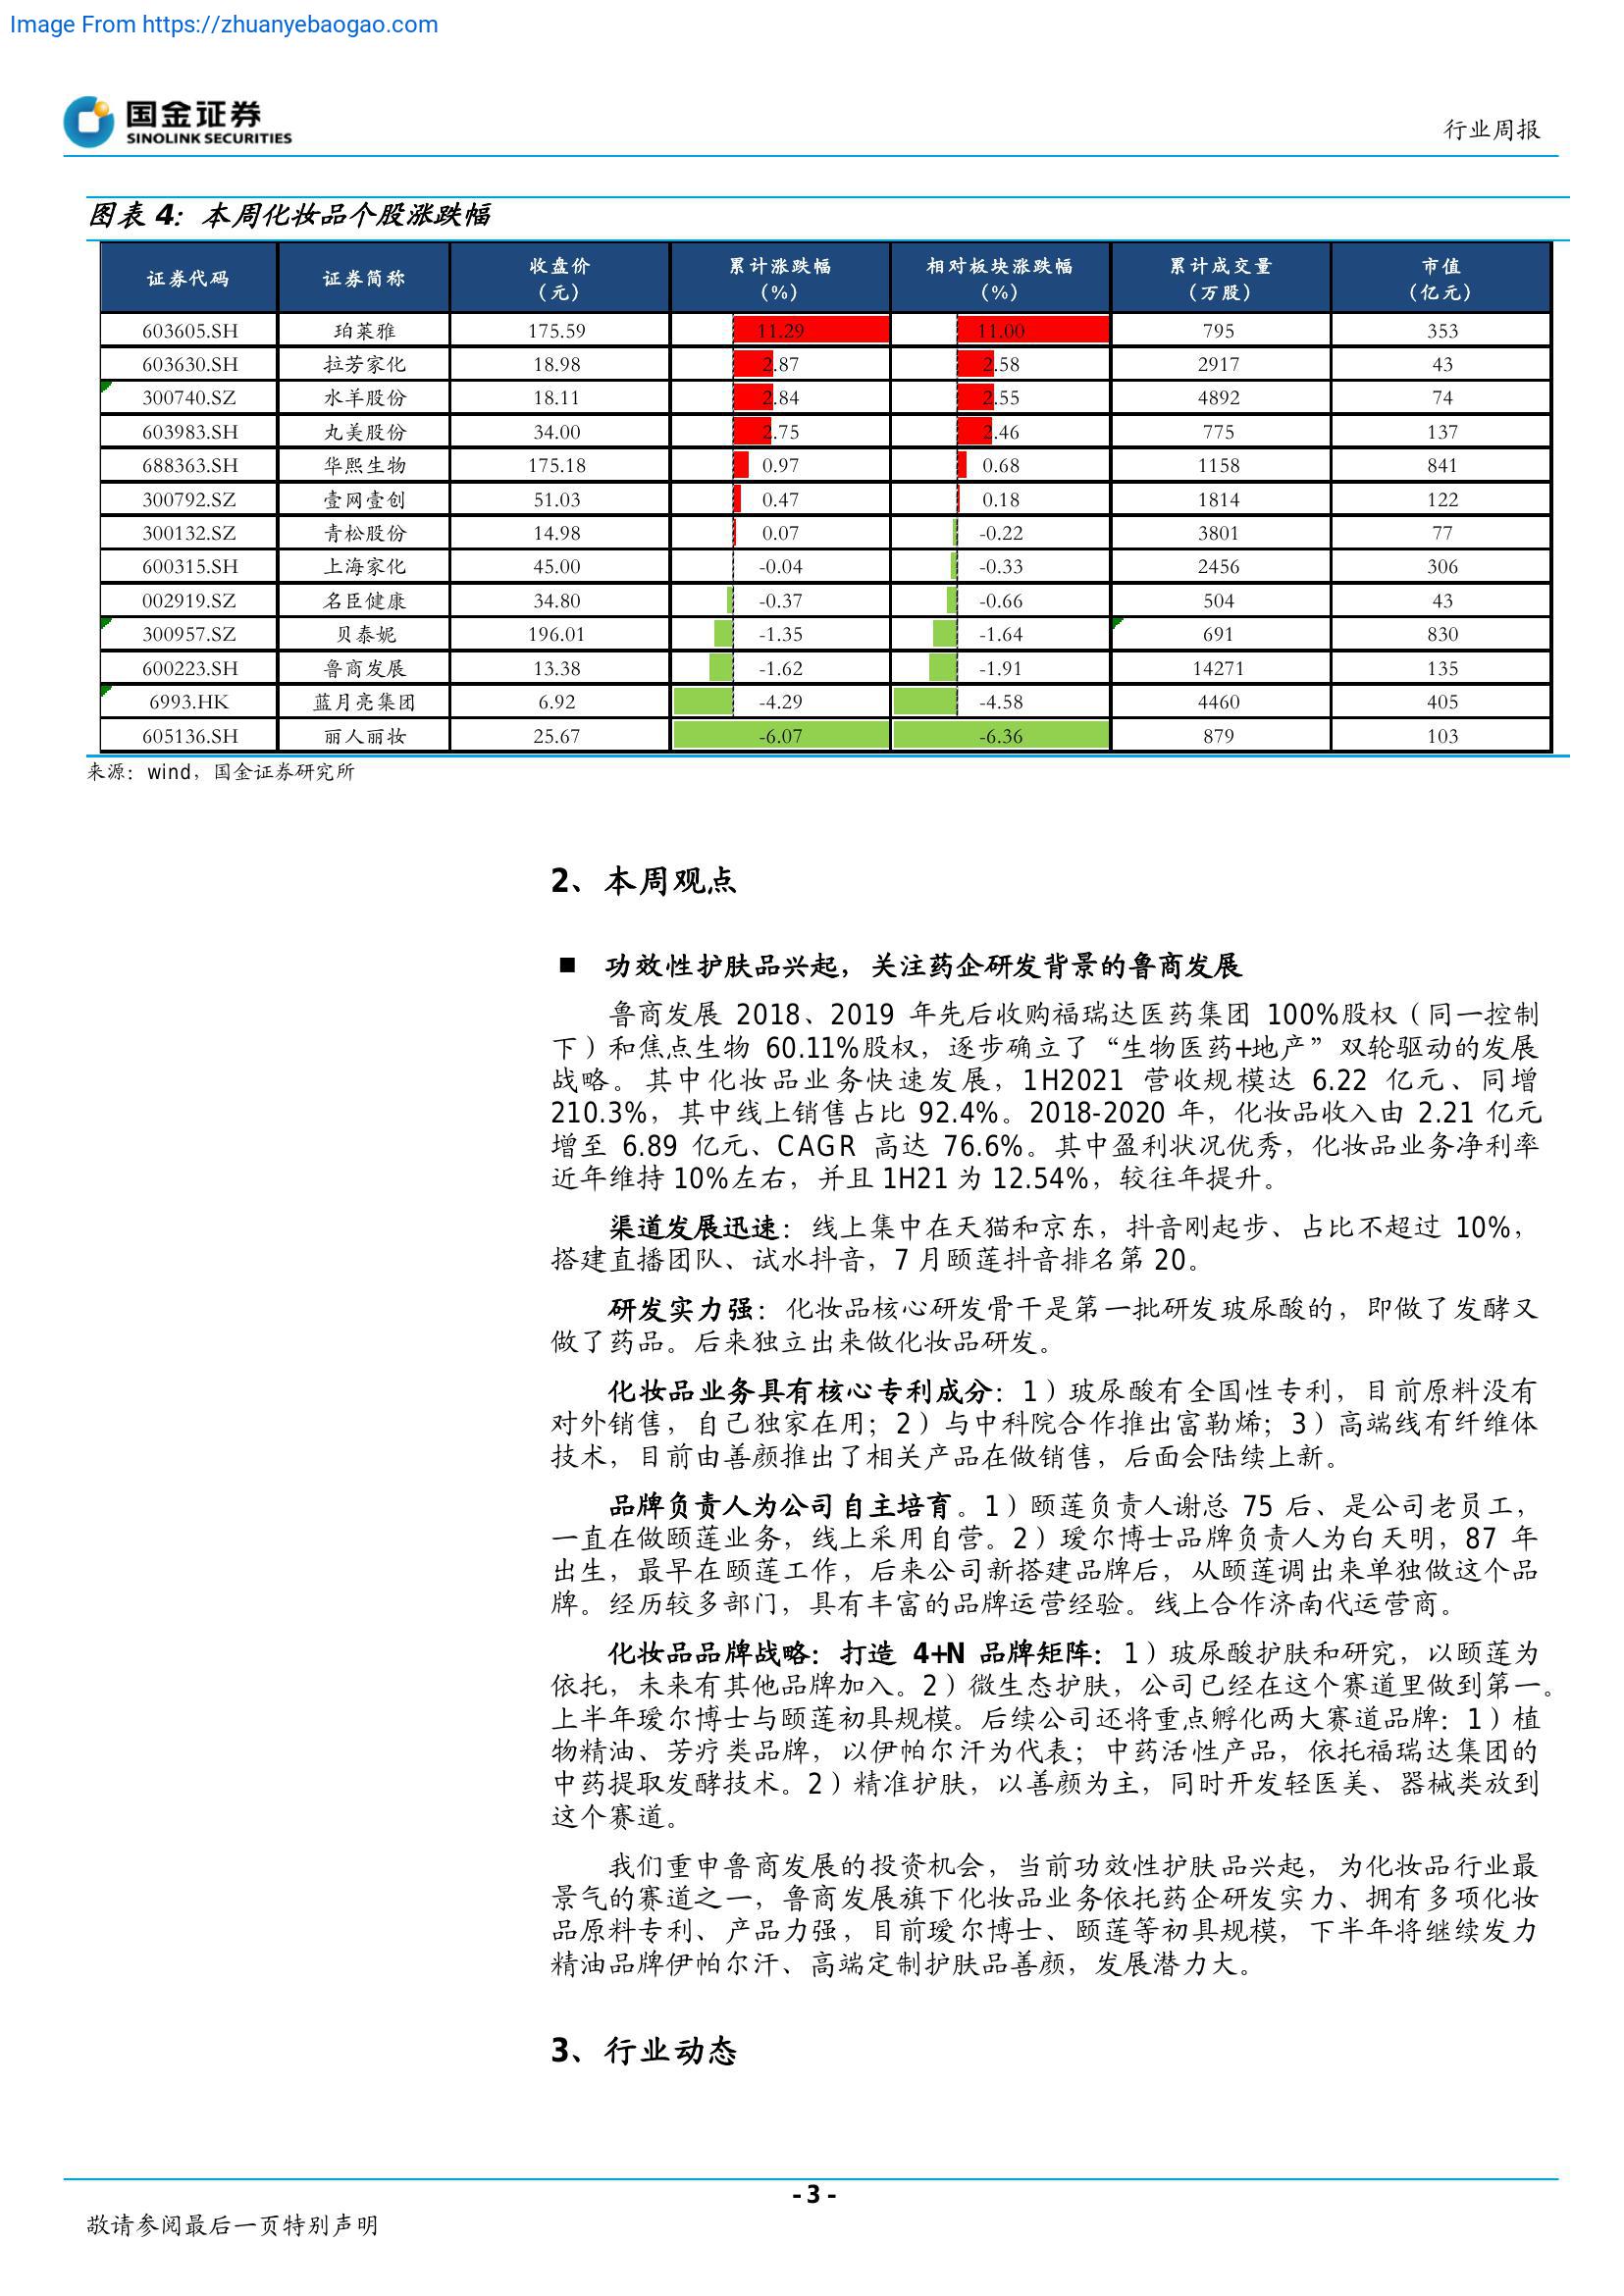 Image From https://zhuanyebaogao.com
国金证券
SINOLINK SECURITIES
行业周报
图表 4：本周化妆品个股涨跌幅
证券代码 证券简称 收盘价（元） 累计涨跌幅（%） 相对板块涨跌幅（%） 累计成交量（万股） 市值（亿元）
603605.SH 珀莱雅 175.59 11.29 11.00 795 353
603630.SH 拉芳家化 18.98 2.87 2.58 2917 43
300740.SZ 水羊股份 18.11 2.84 2.55 4892 74
603983.SH 丸美股份 34.00 2.75 2.46 775 137
688363.SH 华熙生物 175.18 0.97 0.68 1158 841
300792.SZ 壹网壹创 51.03 0.47 0.18 1814 122
300132.SZ 青松股份 14.98 0.07 -0.22 3801 77
600315.SH 上海家化 45.00 -0.04 -0.33 2456 306
002919.SZ 名臣健康 34.80 -0.37 -0.66 504 43
300957.SZ 贝泰妮 196.01 -1.35 -1.64 691 830
600223.SH 鲁商发展 13.38 -1.62 -1.91 14271 135
6993.HK 蓝月亮集团 6.92 -4.29 -4.58 4460 405
605136.SH 丽人丽妆 25.67 -6.07 -6.36 879 103
来源：wind，国金证券研究所
2、本周观点
■ 功效性护肤品兴起，关注药企研发背景的鲁商发展
鲁商发展 2018、2019 年先后收购福瑞达医药集团 100%股权（同一控制
下）和焦点生物 60.11%股权，逐步确立了“生物医药+地产”双轮驱动的发展
战略。其中化妆品业务快速发展，1H2021 营收规模达 6.22 亿元、同增
210.3%，其中线上销售占比 92.4%。2018-2020 年，化妆品收入由 2.21 亿元
增至 6.89 亿元、CAGR 高达 76.6%。其中盈利状况优秀，化妆品业务净利率
近年维持 10%左右，并且 1H21 为 12.54%，较往年提升。
渠道发展迅速：线上集中在天猫和京东，抖音刚起步、占比不超过 10%，
搭建直播团队、试水抖音，7 月颐莲抖音排名第 20。
研发实力强：化妆品核心研发骨干是第一批研发玻尿酸的，即做了发酵又
做了药品。后来独立出来做化妆品研发。
化妆品业务具有核心专利成分：1）玻尿酸有全国性专利，目前原料没有
对外销售，自己独家在用；2）与中科院合作推出富勒烯；3）高端线有纤维体
技术，目前由善颜推出了相关产品在做销售，后面会陆续上新。
品牌负责人为公司自主培育。1）颐莲负责人谢总 75 后、是公司老员工，
一直在做颐莲业务，线上采用自营。2）瑷尔博士品牌负责人为白天明，87 年
出生，最早在颐莲工作，后来公司新搭建品牌后，从颐莲调出来单独做这个品
牌。经历较多部门，具有丰富的品牌运营经验。线上合作济南代运营商。
化妆品品牌战略：打造 4+N 品牌矩阵：1）玻尿酸护肤和研究，以颐莲为
依托，未来有其他品牌加入。2）微生态护肤，公司已经在这个赛道里做到第一。
上半年瑷尔博士与颐莲初具规模。后续公司还将重点孵化两大赛道品牌：1）植
物精油、芳疗类品牌，以伊帕尔汗为代表；中药活性产品，依托福瑞达集团的
中药提取发酵技术。2）精准护肤，以善颜为主，同时开发轻医美、器械类放到
这个赛道。
我们重申鲁商发展的投资机会，当前功效性护肤品兴起，为化妆品行业最
景气的赛道之一，鲁商发展旗下化妆品业务依托药企研发实力、拥有多项化妆
品原料专利、产品力强，目前瑷尔博士、颐莲等初具规模，下半年将继续发力
精油品牌伊帕尔汗、高端定制护肤品善颜，发展潜力大。
3、行业动态
- 3 -
敬请参阅最后一页特别声明